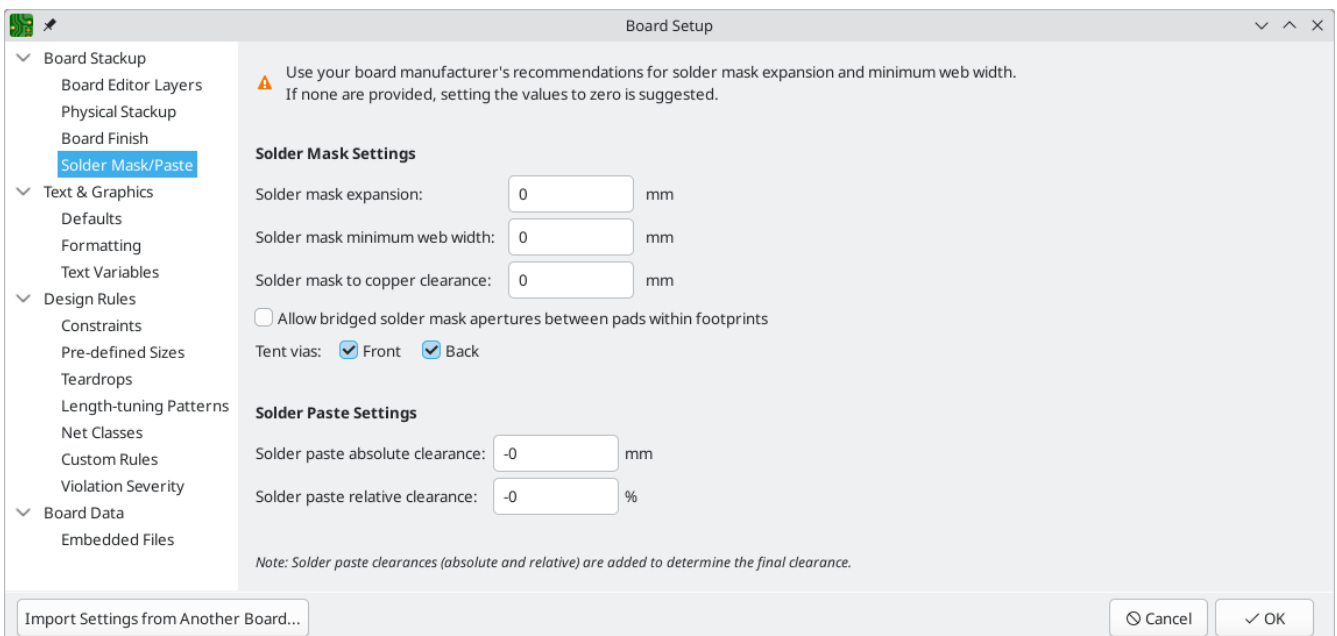 Board Setup
Board Stackup
Board Editor Layers
Physical Stackup
Board Finish
Solder Mask/Paste
Text & Graphics
Defaults
Formatting
Text Variables
Design Rules
Constraints
Pre-defined Sizes
Teardrops
Length-tuning Patterns
Net Classes
Custom Rules
Violation Severity
Board Data
Embedded Files
Use your board manufacturer's recommendations for solder mask expansion and minimum web width.
If none are provided, setting the values to zero is suggested.
Solder Mask Settings
Solder mask expansion: 0 mm
Solder mask minimum web width: 0 mm
Solder mask to copper clearance: 0 mm
Allow bridged solder mask apertures between pads within footprints
Tent vias: Front Back
Solder Paste Settings
Solder paste absolute clearance: -0 mm
Solder paste relative clearance: -0 %
Note: Solder paste clearances (absolute and relative) are added to determine the final clearance.
Import Settings from Another Board... Cancel OK